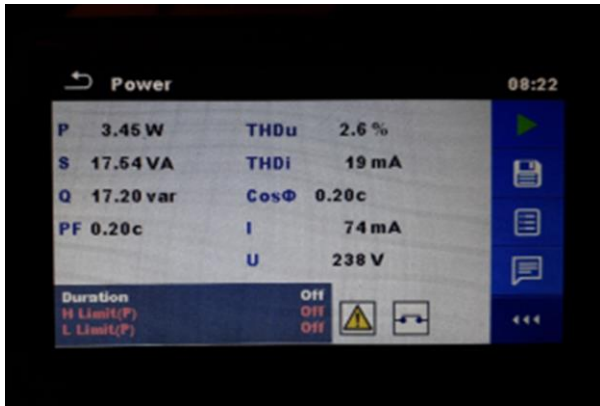 Power 08:22
P 3.45 W THDu 2.6 %
S 17.54 VA THDi 19 mA
Q 17.20 var CosΦ 0.20c
PF 0.20c I 74 mA
U 238 V
Duration Off
H Limit(P) Off
L Limit(P) Off